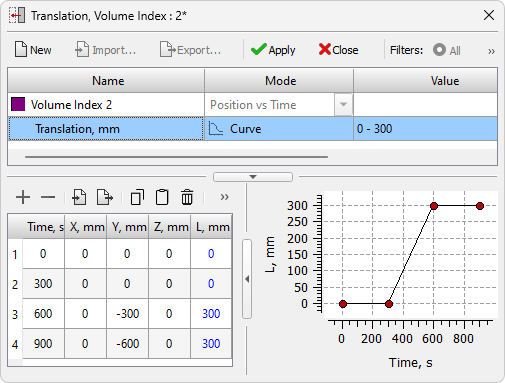 Translation, Volume Index : 2*
New Import... Export... Apply Close Filters: All »
Name Mode Value
Volume Index 2 Position vs Time
Translation, mm Curve 0 - 300
»
Time, s X, mm Y, mm Z, mm L, mm
1 0 0 0 0 0
2 300 0 0 0 0
3 600 0 -300 0 300
4 900 0 -600 0 300
L, mm
300
250
200
150
100
50
0
0 200 400 600 800
Time, s